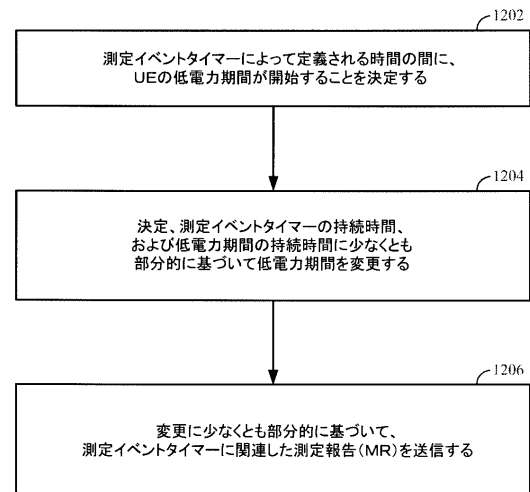 1202
測定イベントタイマーによって定義される時間の間に、
UEの低電力期間が開始することを決定する
1204
決定、測定イベントタイマーの持続時間、
および低電力期間の持続時間に少なくとも
部分的に基づいて低電力期間を変更する
1206
変更に少なくとも部分的に基づいて、
測定イベントタイマーに関連した測定報告(MR)を送信する